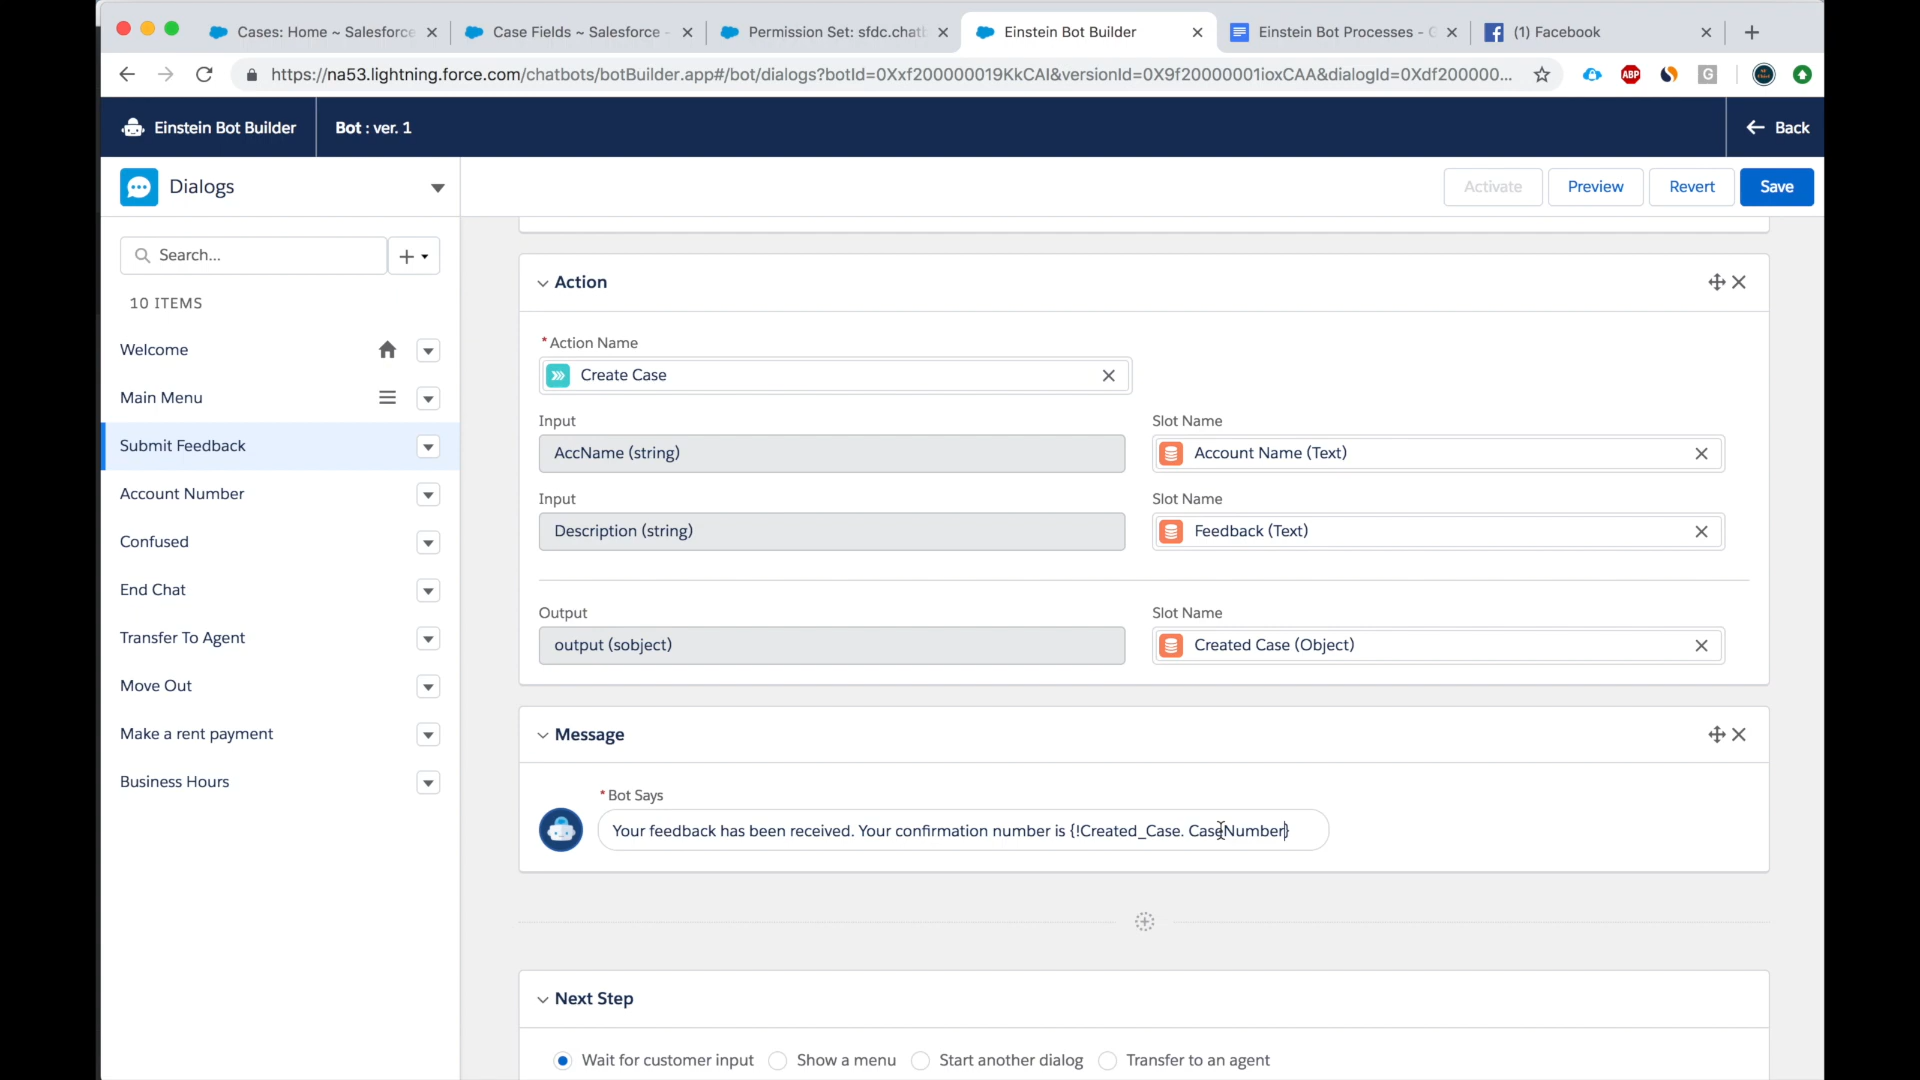 Cases: Home ~ Salesforce
Case Fields ~ Salesforce -
Permission Set: sfdc.chatb
Einstein Bot Builder
Einstein Bot Processes -
(1) Facebook
https://na53.lightning.force.com/chatbots/botBuilder.app#/bot/dialogs?botId=0Xxf200000019KkCAI&versionId=0X9f20000001ioxCAA&dialogId=0Xdf200000...
ABP
G
Einstein Bot Builder
Bot : ver. 1
Back
Dialogs
Activate
Preview
Revert
Save
Search...
10 ITEMS
Welcome
Main Menu
Submit Feedback
Account Number
Confused
End Chat
Transfer To Agent
Move Out
Make a rent payment
Business Hours
Action
* Action Name
Create Case
Input
Slot Name
AccName (string)
Account Name (Text)
Input
Slot Name
Description (string)
Feedback (Text)
Output
Slot Name
output (sobject)
Created Case (Object)
Message
* Bot Says
Your feedback has been received. Your confirmation number is {!Created_Case. CaseNumber}
Next Step
Wait for customer input
Show a menu
Start another dialog
Transfer to an agent